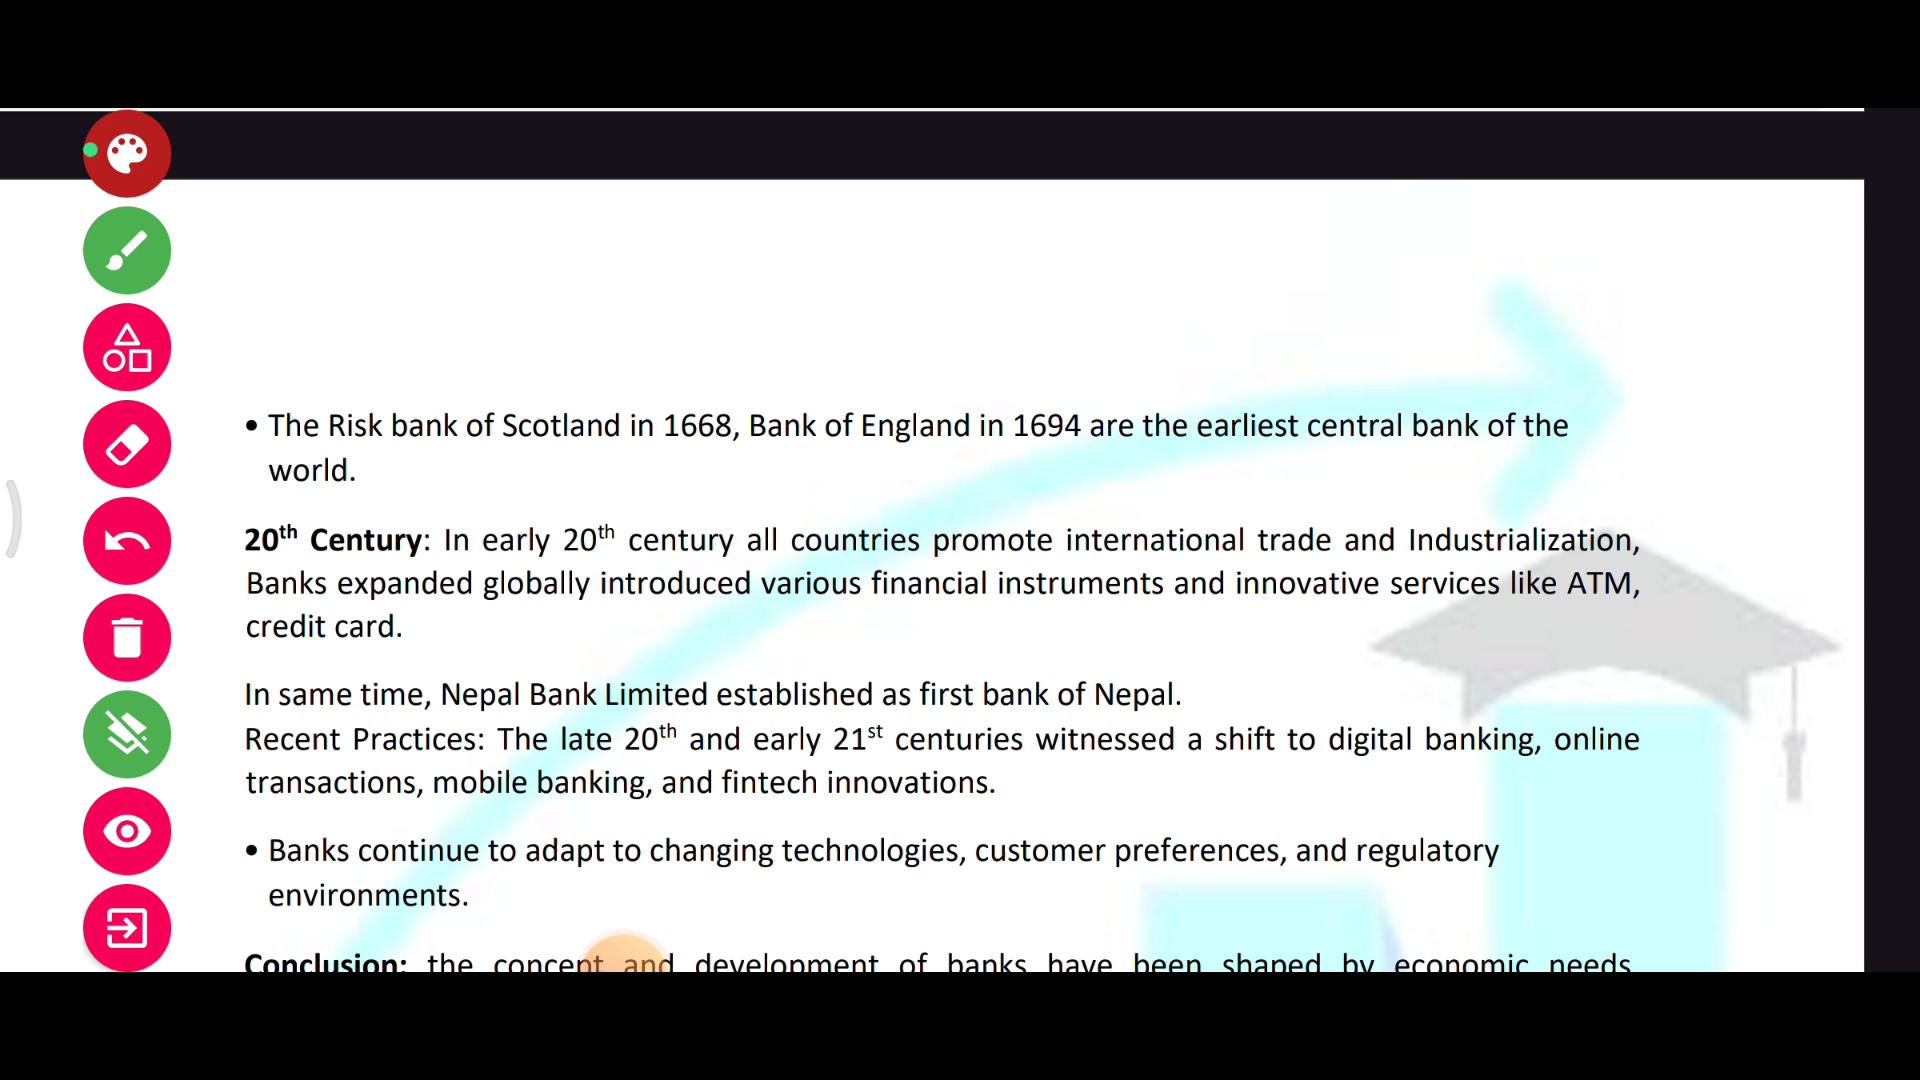 • The Risk bank of Scotland in 1668, Bank of England in 1694 are the earliest central bank of the
world.
20th Century: In early 20th century all countries promote international trade and Industrialization,
Banks expanded globally introduced various financial instruments and innovative services like ATM,
credit card.
In same time, Nepal Bank Limited established as first bank of Nepal.
Recent Practices: The late 20th and early 21st centuries witnessed a shift to digital banking, online
transactions, mobile banking, and fintech innovations.
• Banks continue to adapt to changing technologies, customer preferences, and regulatory
environments.
Conclusion: the concept and development of banks have been shaped by economic needs